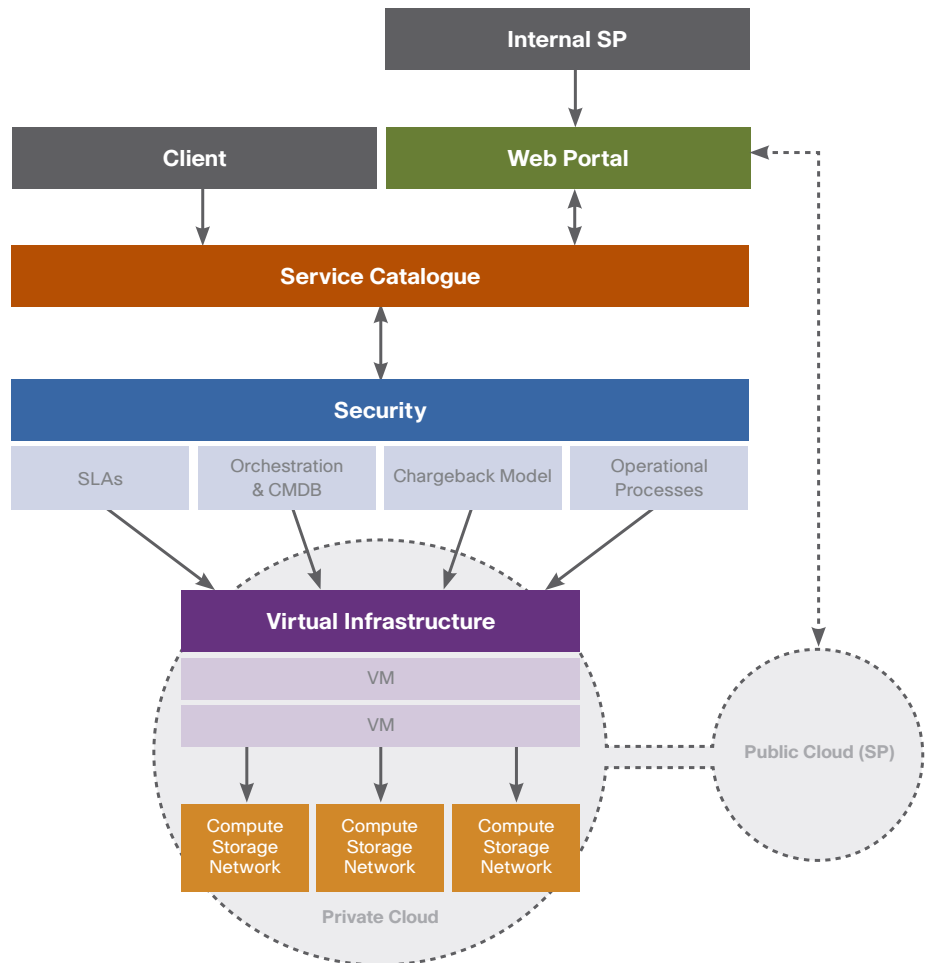 Internal SP
Client
Web Portal
Service Catalogue
Security
SLAs
Orchestration
& CMDB
Chargeback Model
Operational
Processes
Virtual Infrastructure
VM
VM
Public Cloud (SP)
Compute
Storage
Network
Compute
Storage
Network
Compute
Storage
Network
Private Cloud